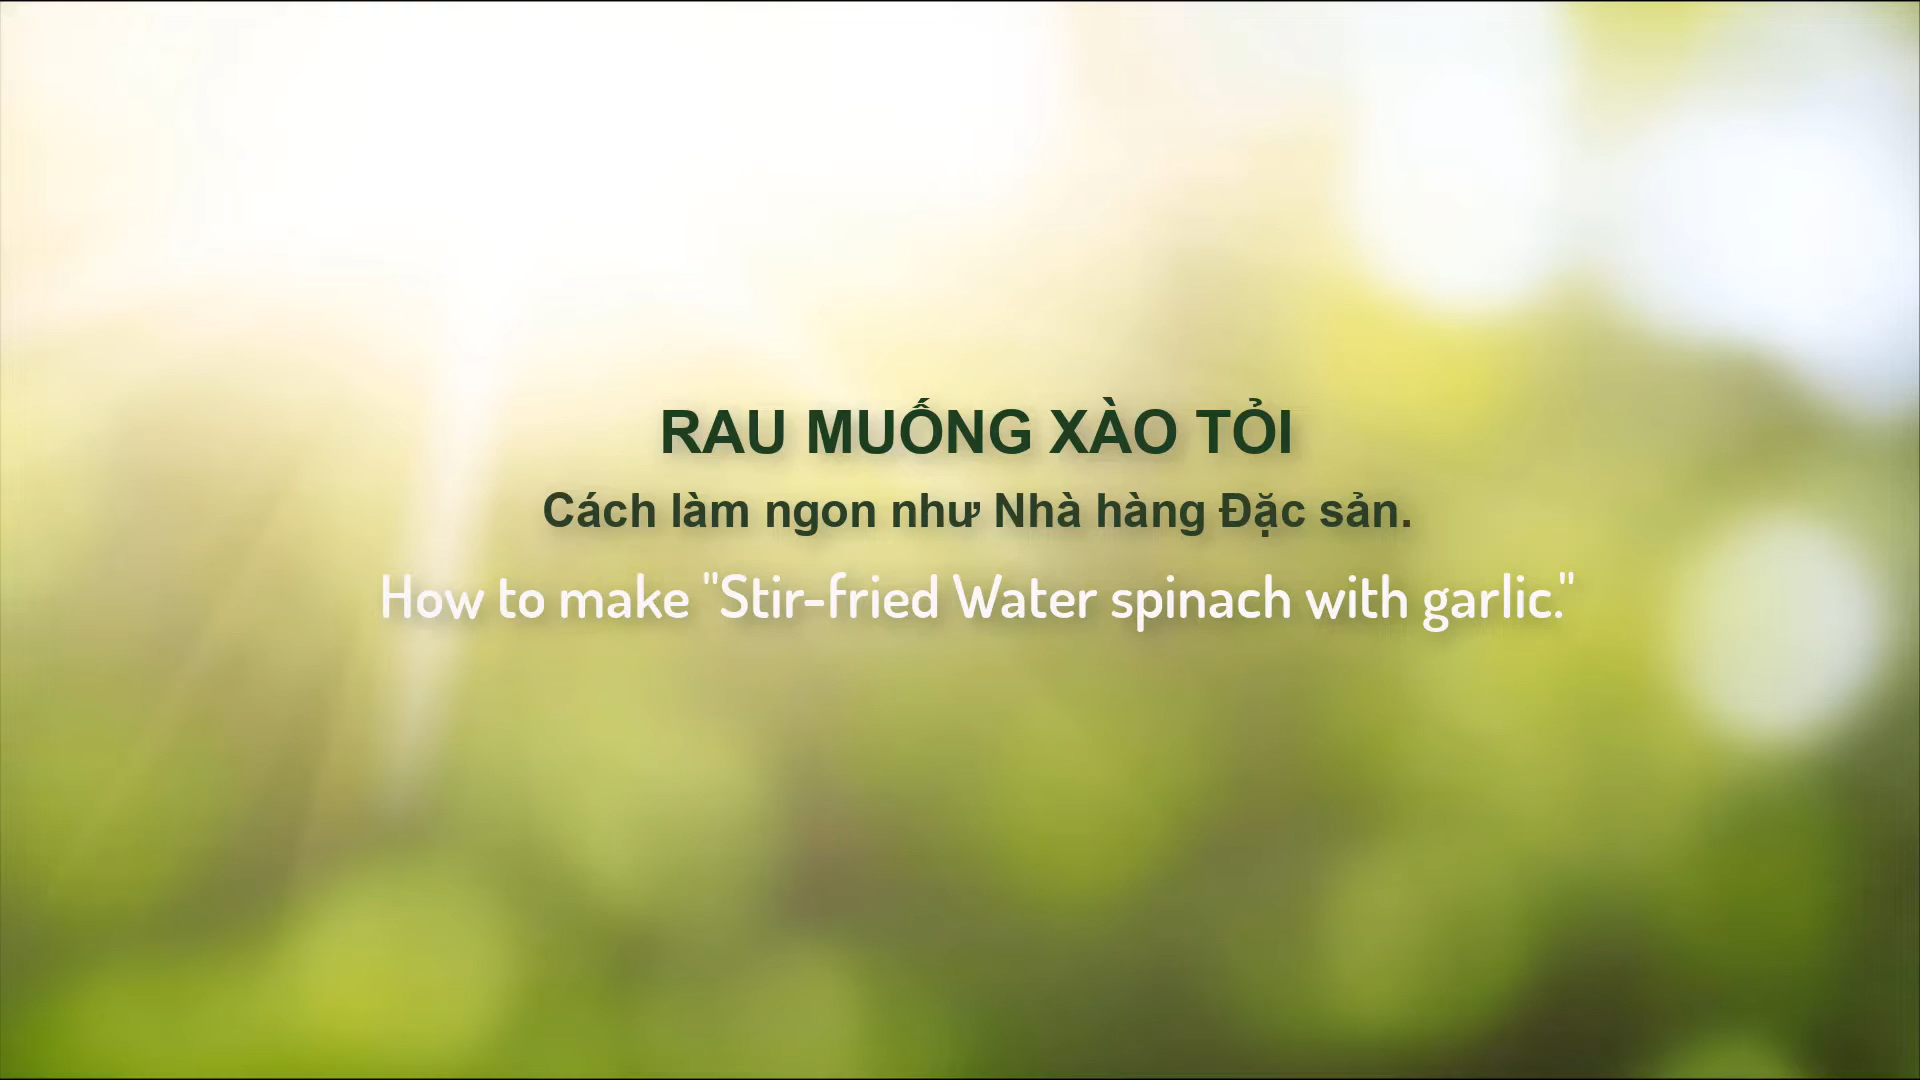 RAU MUỐNG XÀO TỎI
Cách làm ngon như Nhà hàng Đặc sản.
How to make "Stir-fried Water spinach with garlic."